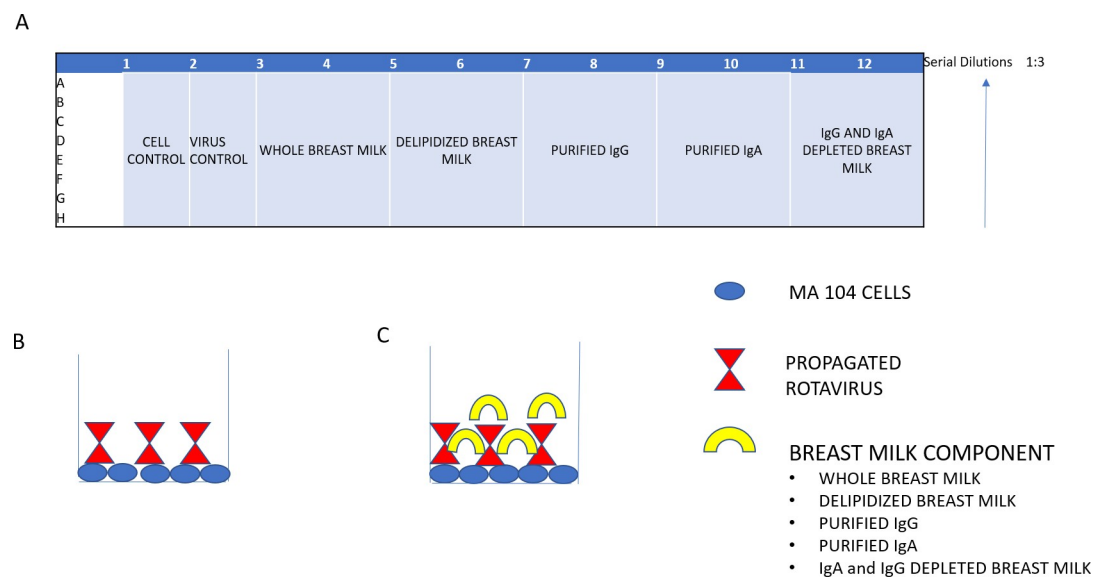 A
1 2 3 4 5 6 7 8 9 10 11 12
Serial Dilutions 1:3
A
B
C
D
E
F
G
H
CELL
CONTROL
VIRUS
CONTROL
WHOLE BREAST MILK
DELIPIDIZED BREAST
MILK
PURIFIED IgG
PURIFIED IgA
IgG AND IgA
DEPLETED BREAST
MILK
B
C
MA 104 CELLS
PROPAGATED
ROTAVIRUS
BREAST MILK COMPONENT
• WHOLE BREAST MILK
• DELIPIDIZED BREAST MILK
• PURIFIED IgG
• PURIFIED IgA
• IgA and IgG DEPLETED BREAST MILK